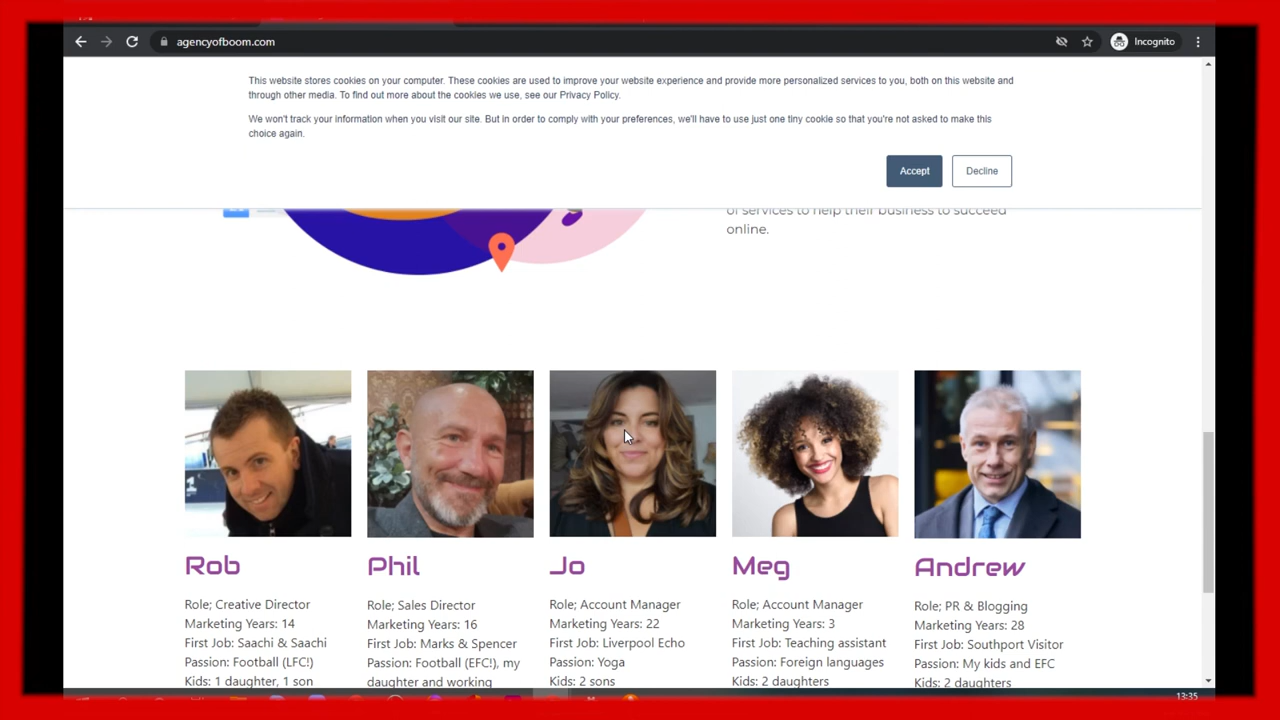 agencyofboom.com
Incognito
This website stores cookies on your computer. These cookies are used to improve your website experience and provide more personalized services to you, both on this website and
through other media. To find out more about the cookies we use, see our Privacy Policy.
We won't track your information when you visit our site. But in order to comply with your preferences, we'll have to use just one tiny cookie so that you're not asked to make this
choice again.
Accept
Decline
of services to help their business to succeed
online.
Rob
Role; Creative Director
Marketing Years: 14
First Job: Saachi & Saachi
Passion: Football (LFC!)
Kids: 1 daughter, 1 son
Phil
Role; Sales Director
Marketing Years: 16
First Job: Marks & Spencer
Passion: Football (EFC!), my
daughter and working
Jo
Role; Account Manager
Marketing Years: 22
First Job: Liverpool Echo
Passion: Yoga
Kids: 2 sons
Meg
Role; Account Manager
Marketing Years: 3
First Job: Teaching assistant
Passion: Foreign languages
Kids: 2 daughters
Andrew
Role; PR & Blogging
Marketing Years: 28
First Job: Southport Visitor
Passion: My kids and EFC
Kids: 2 daughters
13:35